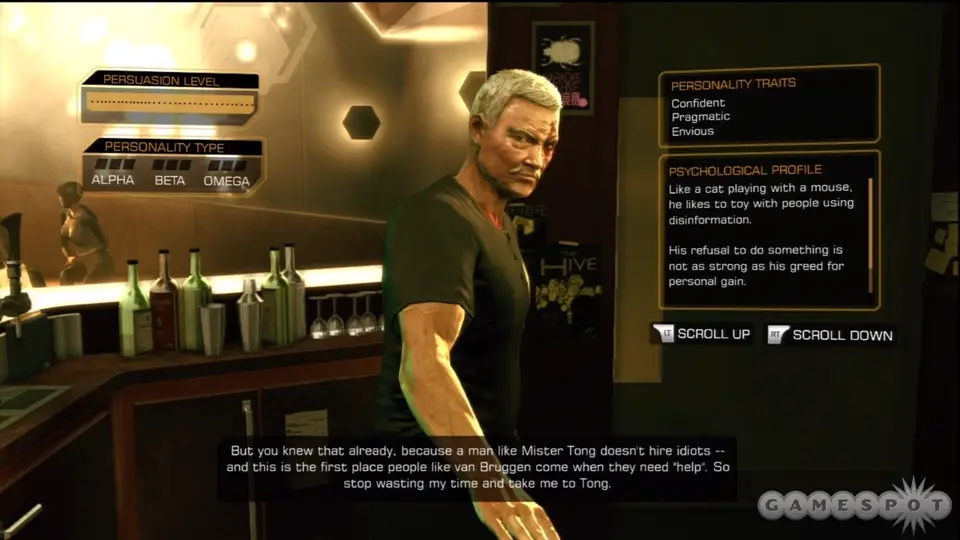 PERSUASION LEVEL
PERSONALITY TYPE
ALPHA BETA OMEGA
PERSONALITY TRAITS
Confident
Pragmatic
Envious
PSYCHOLOGICAL PROFILE
Like a cat playing with a mouse,
he likes to toy with people using
disinformation.
His refusal to do something is
not as strong as his greed for
personal gain.
LT SCROLL UP RT SCROLL DOWN
THE
HIVE
But you knew that already, because a man like Mister Tong doesn't hire idiots --
and this is the first place people like van Bruggen come when they need "help". So
stop wasting my time and take me to Tong.
GAMESPOT